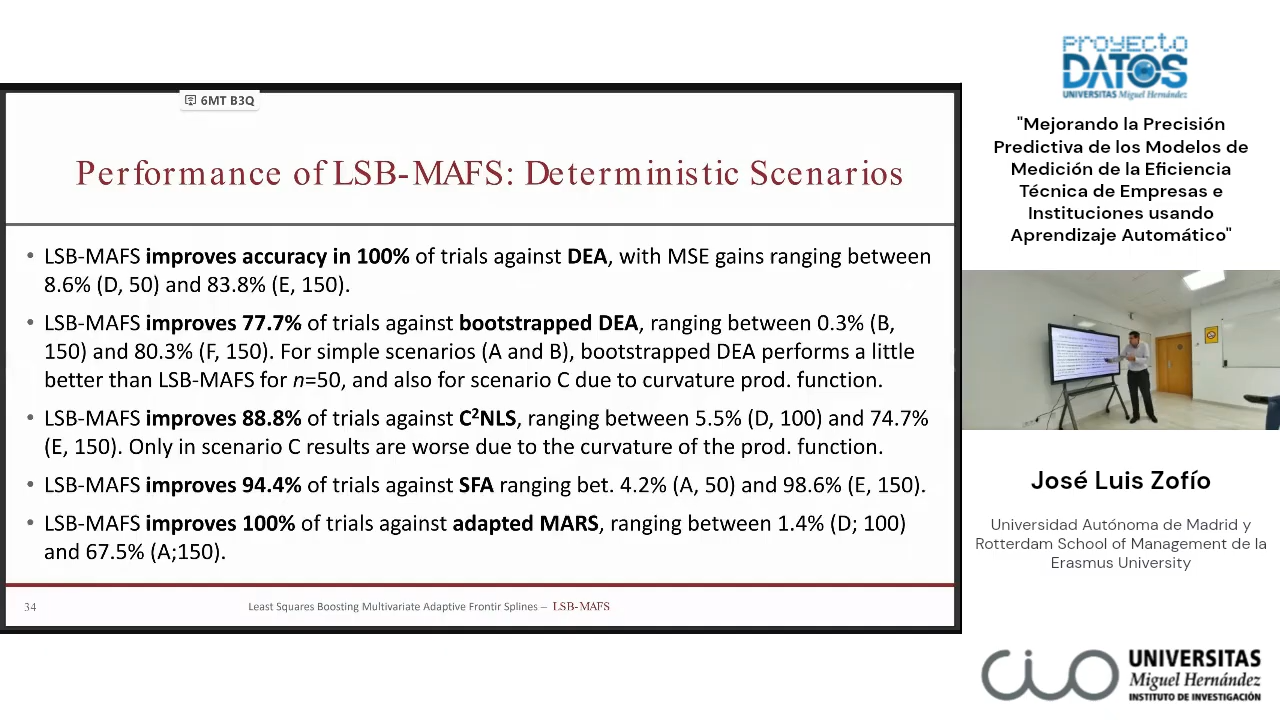 6MT B3Q
Performance of LSB-MAFS: Deterministic Scenarios
• LSB-MAFS improves accuracy in 100% of trials against DEA, with MSE gains ranging between
8.6% (D, 50) and 83.8% (E, 150).
• LSB-MAFS improves 77.7% of trials against bootstrapped DEA, ranging between 0.3% (B,
150) and 80.3% (F, 150). For simple scenarios (A and B), bootstrapped DEA performs a little
better than LSB-MAFS for n=50, and also for scenario C due to curvature prod. function.
• LSB-MAFS improves 88.8% of trials against C²NLS, ranging between 5.5% (D, 100) and 74.7%
(E, 150). Only in scenario C results are worse due to the curvature of the prod. function.
• LSB-MAFS improves 94.4% of trials against SFA ranging bet. 4.2% (A, 50) and 98.6% (E, 150).
• LSB-MAFS improves 100% of trials against adapted MARS, ranging between 1.4% (D; 100)
and 67.5% (A;150).
34
Least Squares Boosting Multivariate Adaptive Frontir Splines – LSB-MAFS
PROYECTO
DATOS
UNIVERSITAS Miguel Hernández
"Mejorando la Precisión
Predictiva de los Modelos de
Medición de la Eficiencia
Técnica de Empresas e
Instituciones usando
Aprendizaje Automático"
José Luis Zofío
Universidad Autónoma de Madrid y
Rotterdam School of Management de la
Erasmus University
CIO
UNIVERSITAS
Miguel Hernández
INSTITUTO DE INVESTIGACIÓN